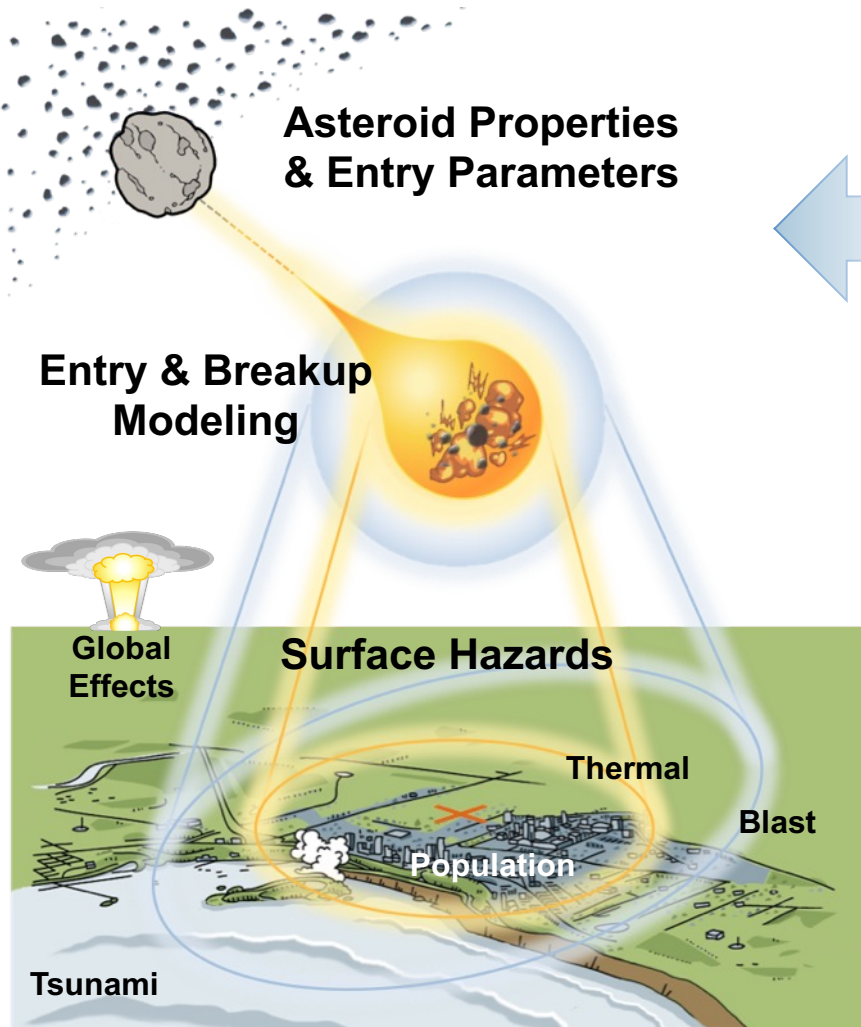 Asteroid Properties
& Entry Parameters
Entry & Breakup
Modeling
Global
Effects
Surface Hazards
Thermal
Blast
Population
Tsunami